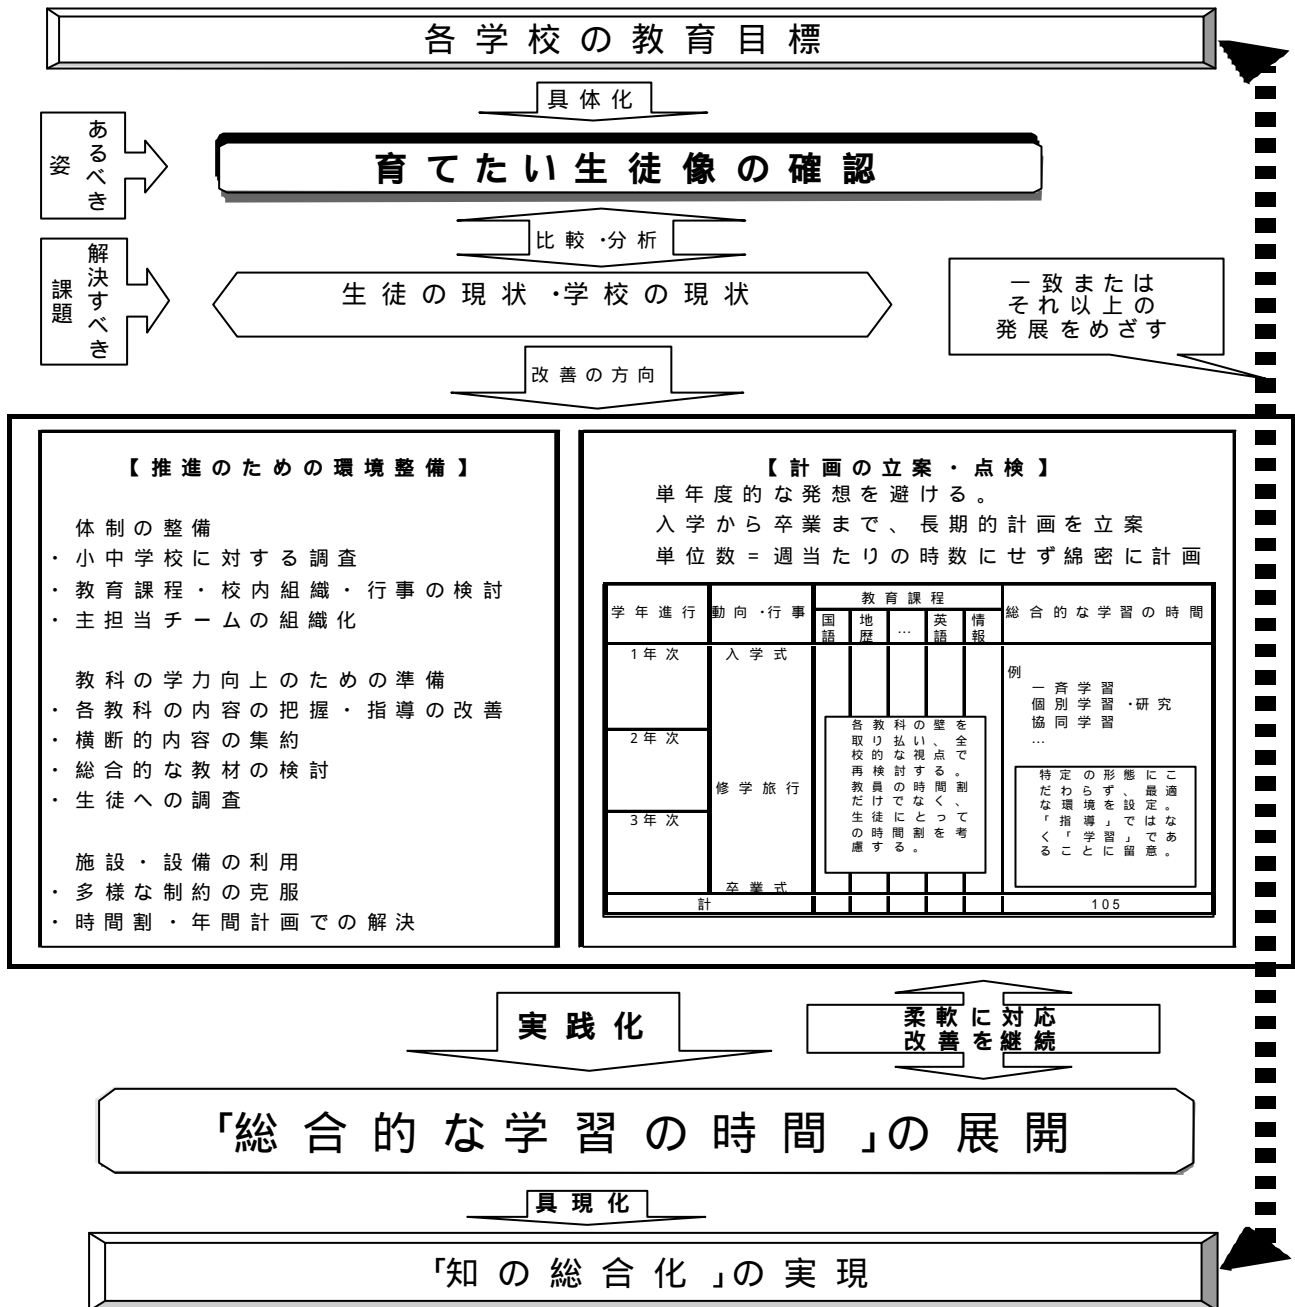 各学校の教育目標
具体化
あるべき
姿
育てたい生徒像の確認
比較・分析
解決すべき
課題
生徒の現状・学校の現状
一致または
それ以上の
発展をめざす
改善の方向
【推進のための環境整備】
体制の整備
・小中学校に対する調査
・教育課程・校内組織・行事の検討
・主担当チームの組織化
教科の学力向上のための準備
・各教科の内容の把握・指導の改善
・横断的内容の集約
・総合的な教材の検討
・生徒への調査
施設・設備の利用
・多様な制約の克服
・時間割・年間計画での解決
【計画の立案・点検】
単年度的な発想を避ける。
入学から卒業まで、長期的計画を立案
単位数=週当たりの時数にせず綿密に計画
学年進行 動向・行事 教育課程 総合的な学習の時間
国語 地歴 … 英語 情報
1年次 入学式
2年次
修学旅行
3年次
卒業式
各教科の壁を
取り払い、全
校的な視点で
再検討する。
教員の時間割
だけでなく、
生徒にとって
の時間割を考
慮する。
例
一斉学習
個別学習・研究
協同学習
…
特定の形態にこ
だわらず、最適
な環境を設定。
「指導」ではな
く「学習」であ
ることに留意。
計 105
実践化
柔軟に対応
改善を継続
「総合的な学習の時間」の展開
具現化
「知の総合化」の実現